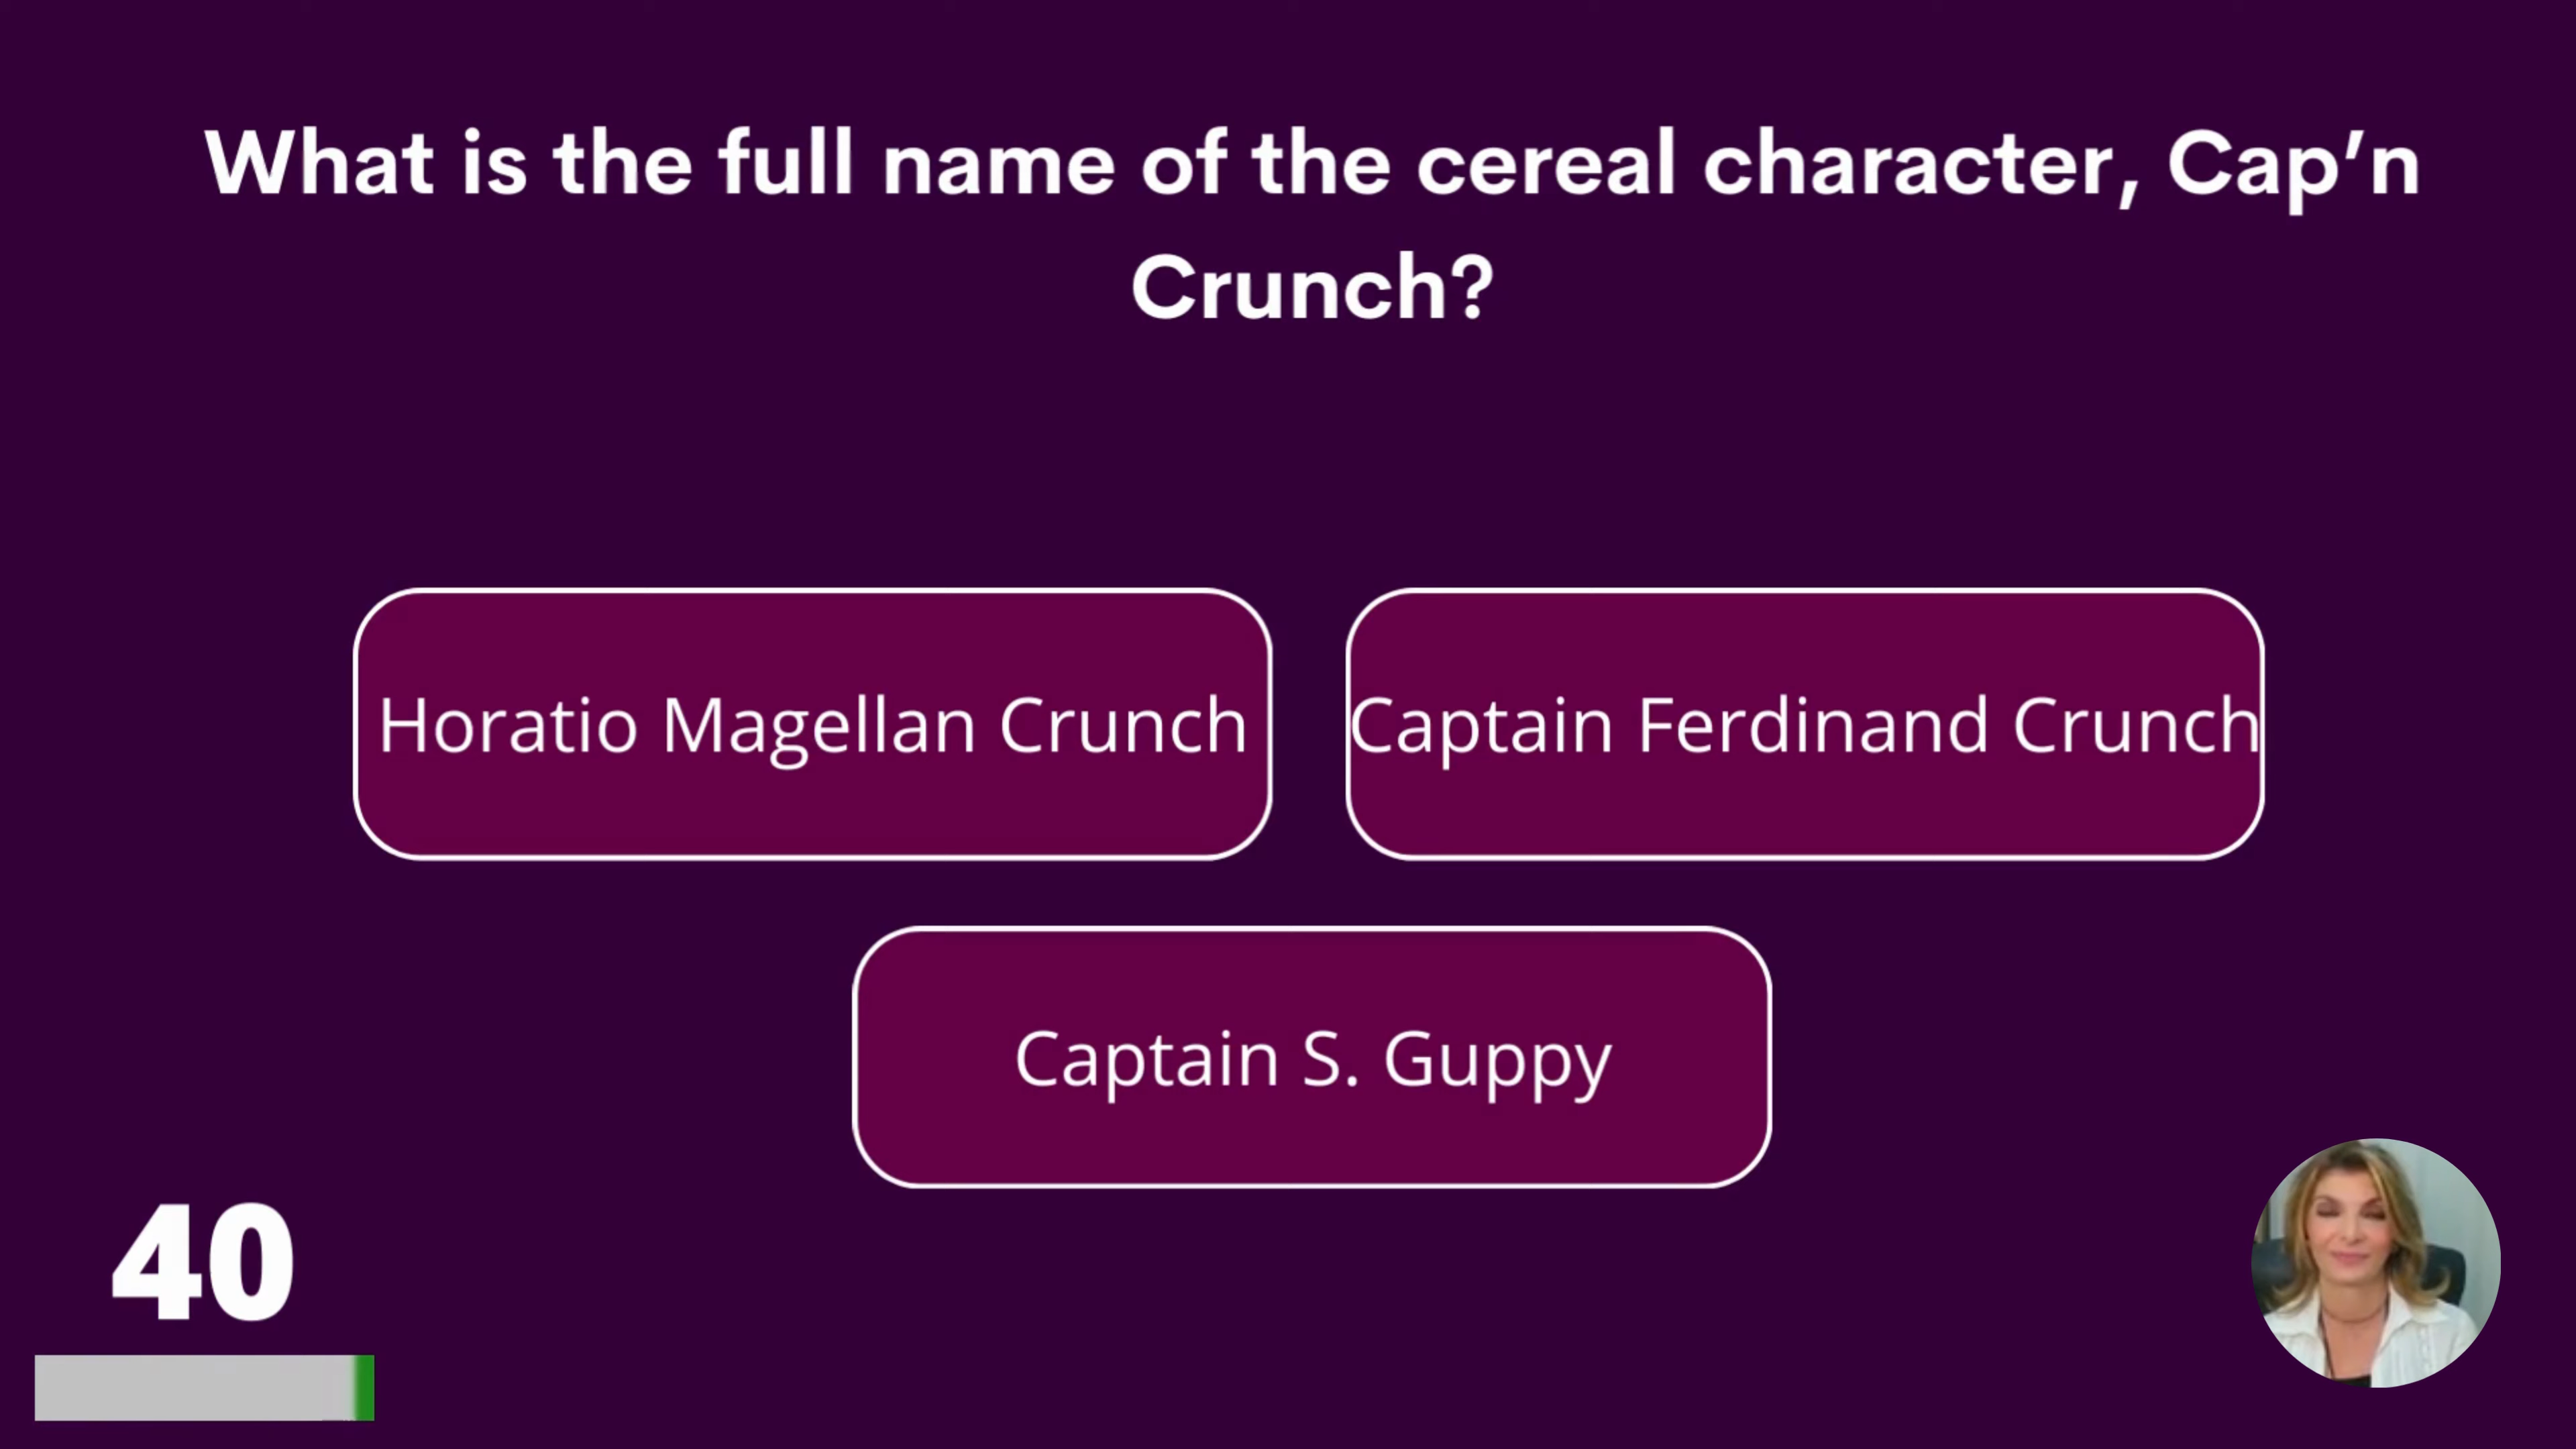 What is the full name of the cereal character, Cap’n
Crunch?
Horatio Magellan Crunch
Captain Ferdinand Crunch
Captain S. Guppy
40